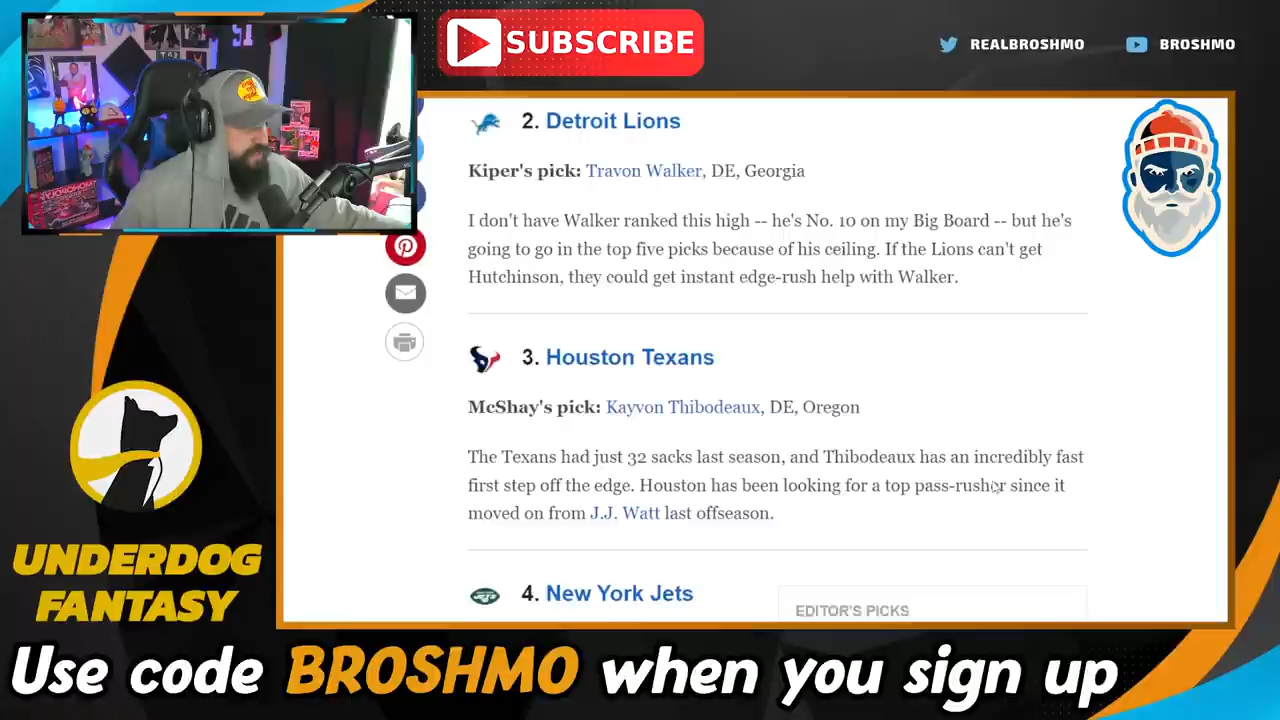 SUBSCRIBE
REALBROSHMO
BROSHMO
2. Detroit Lions
Kiper's pick: Travon Walker, DE, Georgia
I don't have Walker ranked this high -- he's No. 10 on my Big Board -- but he's
going to go in the top five picks because of his ceiling. If the Lions can't get
Hutchinson, they could get instant edge-rush help with Walker.
3. Houston Texans
McShay's pick: Kayvon Thibodeaux, DE, Oregon
The Texans had just 32 sacks last season, and Thibodeaux has an incredibly fast
first step off the edge. Houston has been looking for a top pass-rusher since it
moved on from J.J. Watt last offseason.
4. New York Jets
EDITOR'S PICKS
UNDERDOG
FANTASY
Use code BROSHMO when you sign up